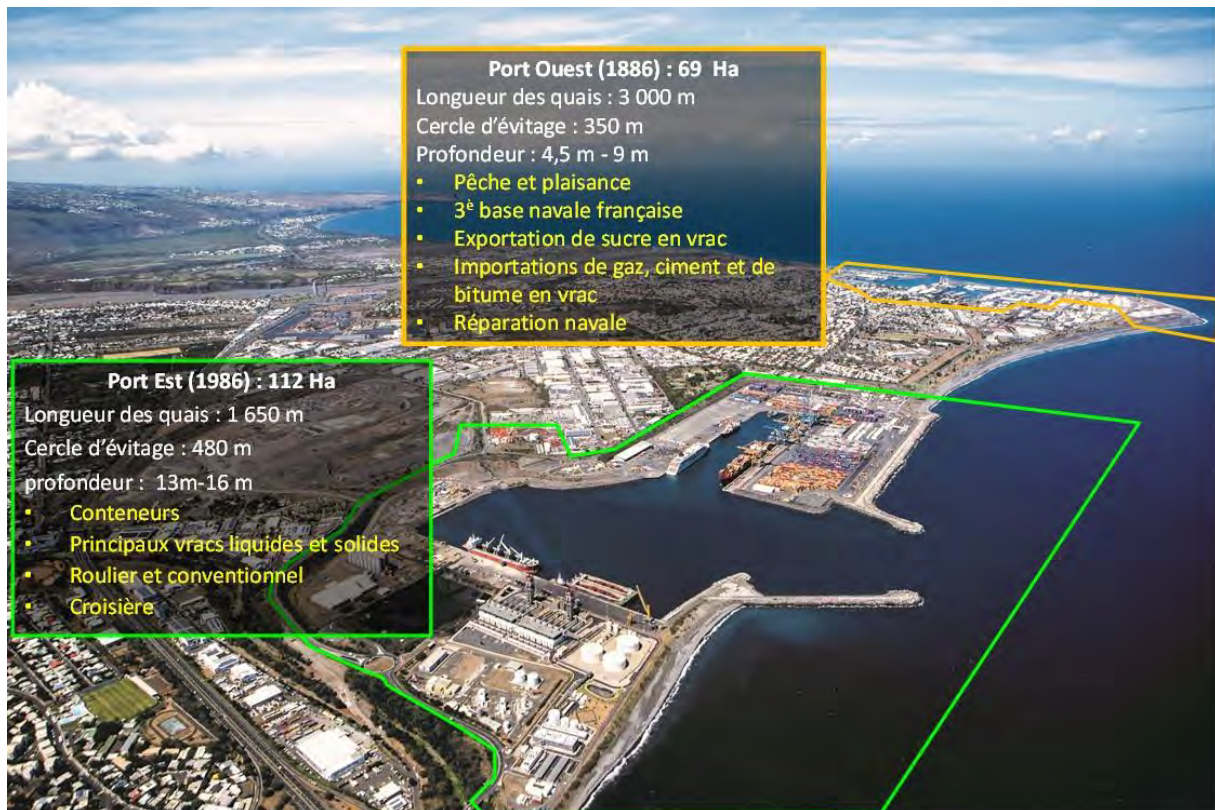 Port Ouest (1886) : 69 Ha
Longueur des quais : 3 000 m
Cercle d'évitage : 350 m
Profondeur : 4,5 m - 9 m
• Pêche et plaisance
• 3è base navale française
• Exportation de sucre en vrac
• Importations de gaz, ciment et de
bitume en vrac
• Réparation navale
Port Est (1986) : 112 Ha
Longueur des quais : 1 650 m
Cercle d'évitage : 480 m
profondeur : 13m-16 m
• Conteneurs
• Principaux vracs liquides et solides
• Roulier et conventionnel
• Croisière